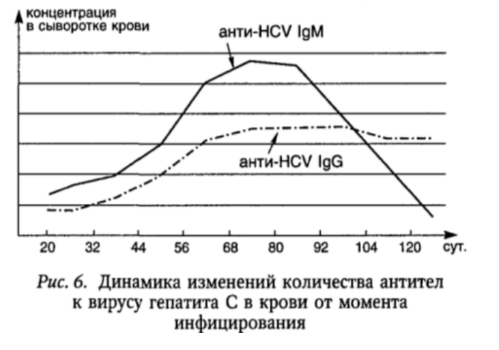 концентрация
в сыворотке крови
анти-HCV IgM
анти-HCV IgG
20 32 44 56 68 80 92 104 120 сут.
Рис. 6. Динамика изменений количества антител
к вирусу гепатита С в крови от момента
инфицирования